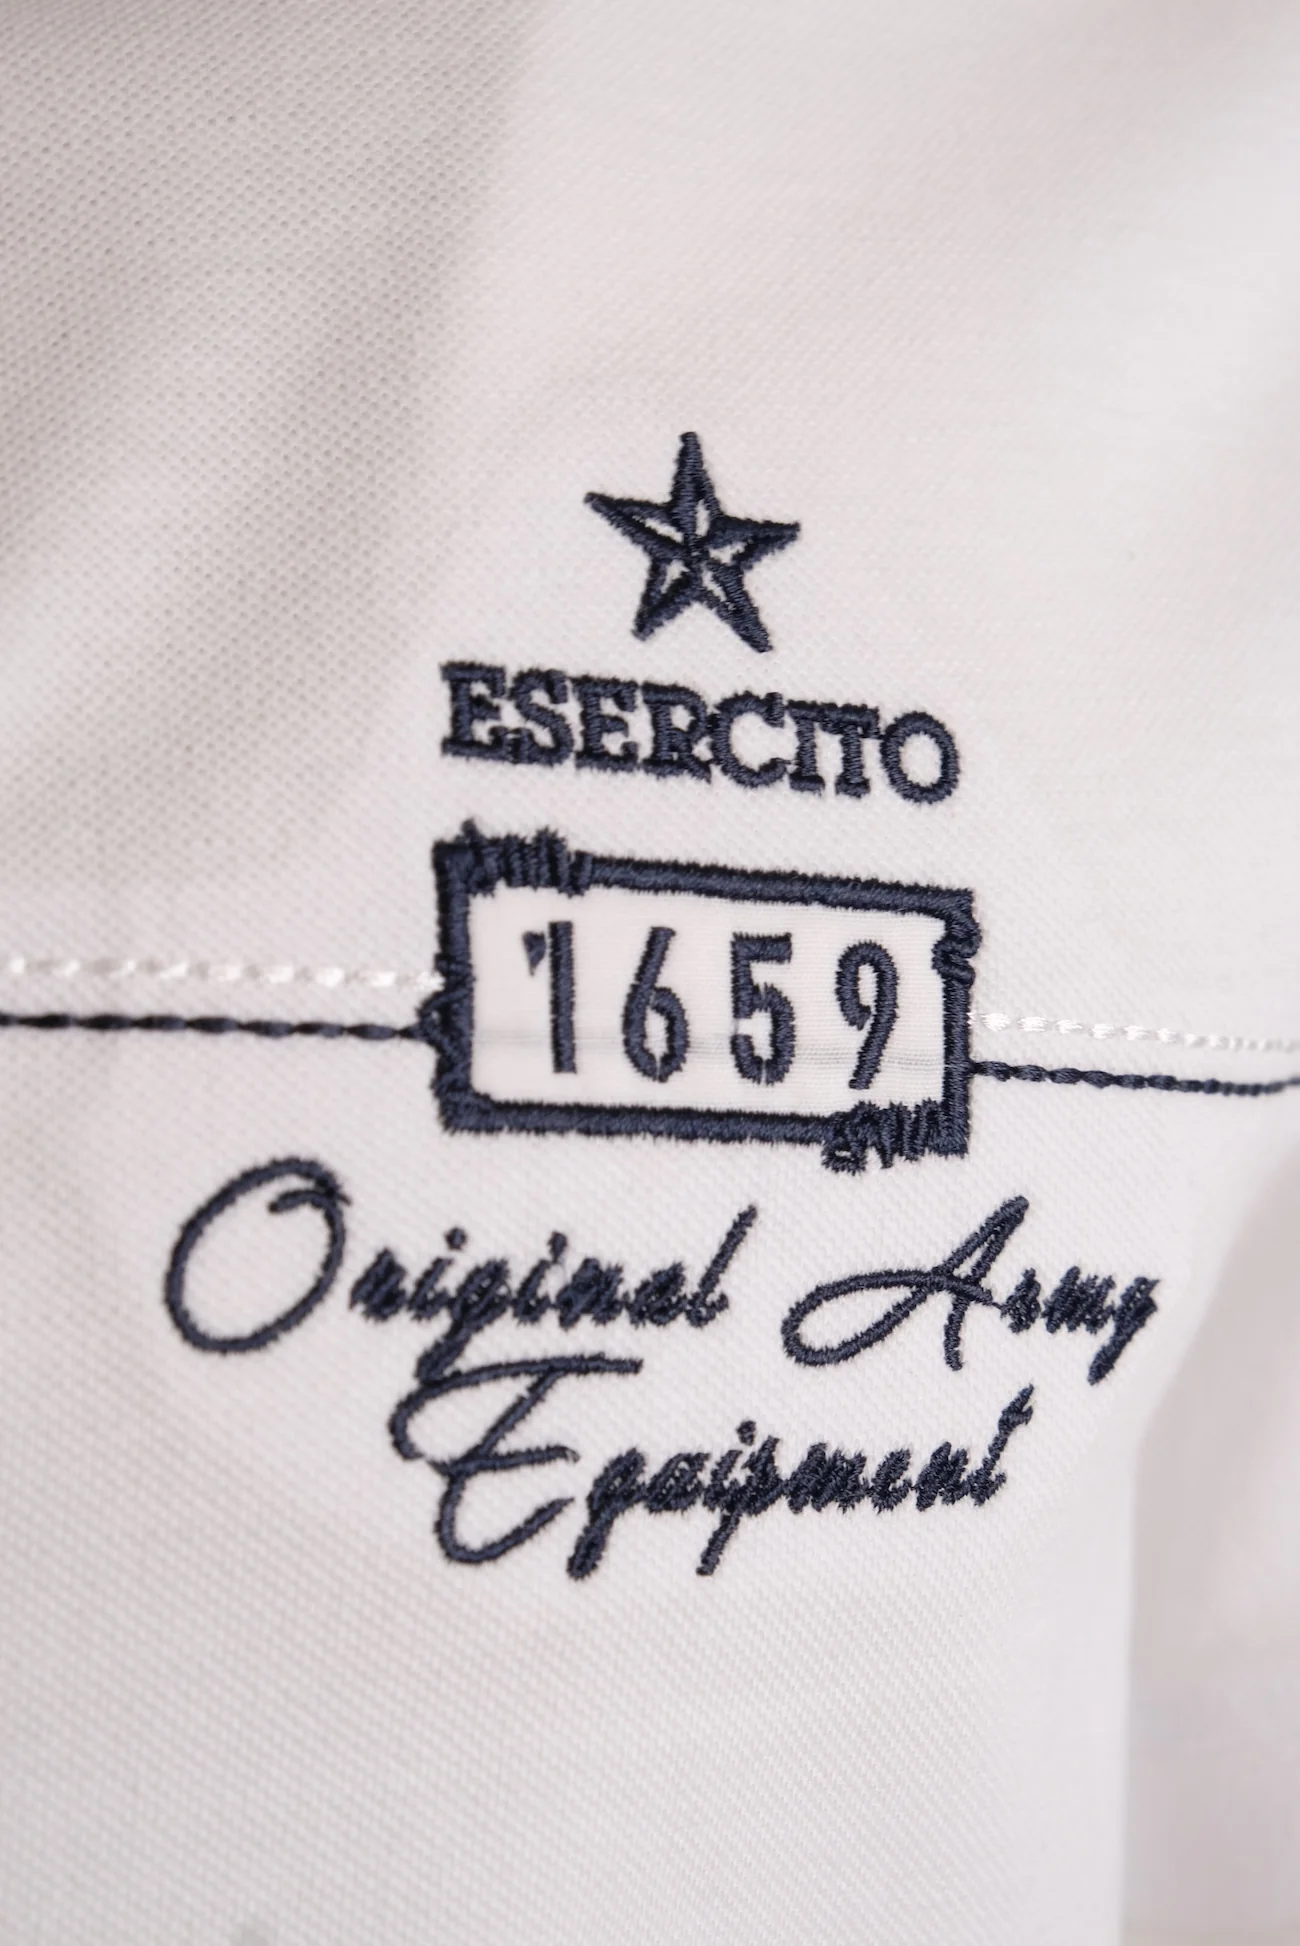 ESERCITO
1659
Original Army
Equipment